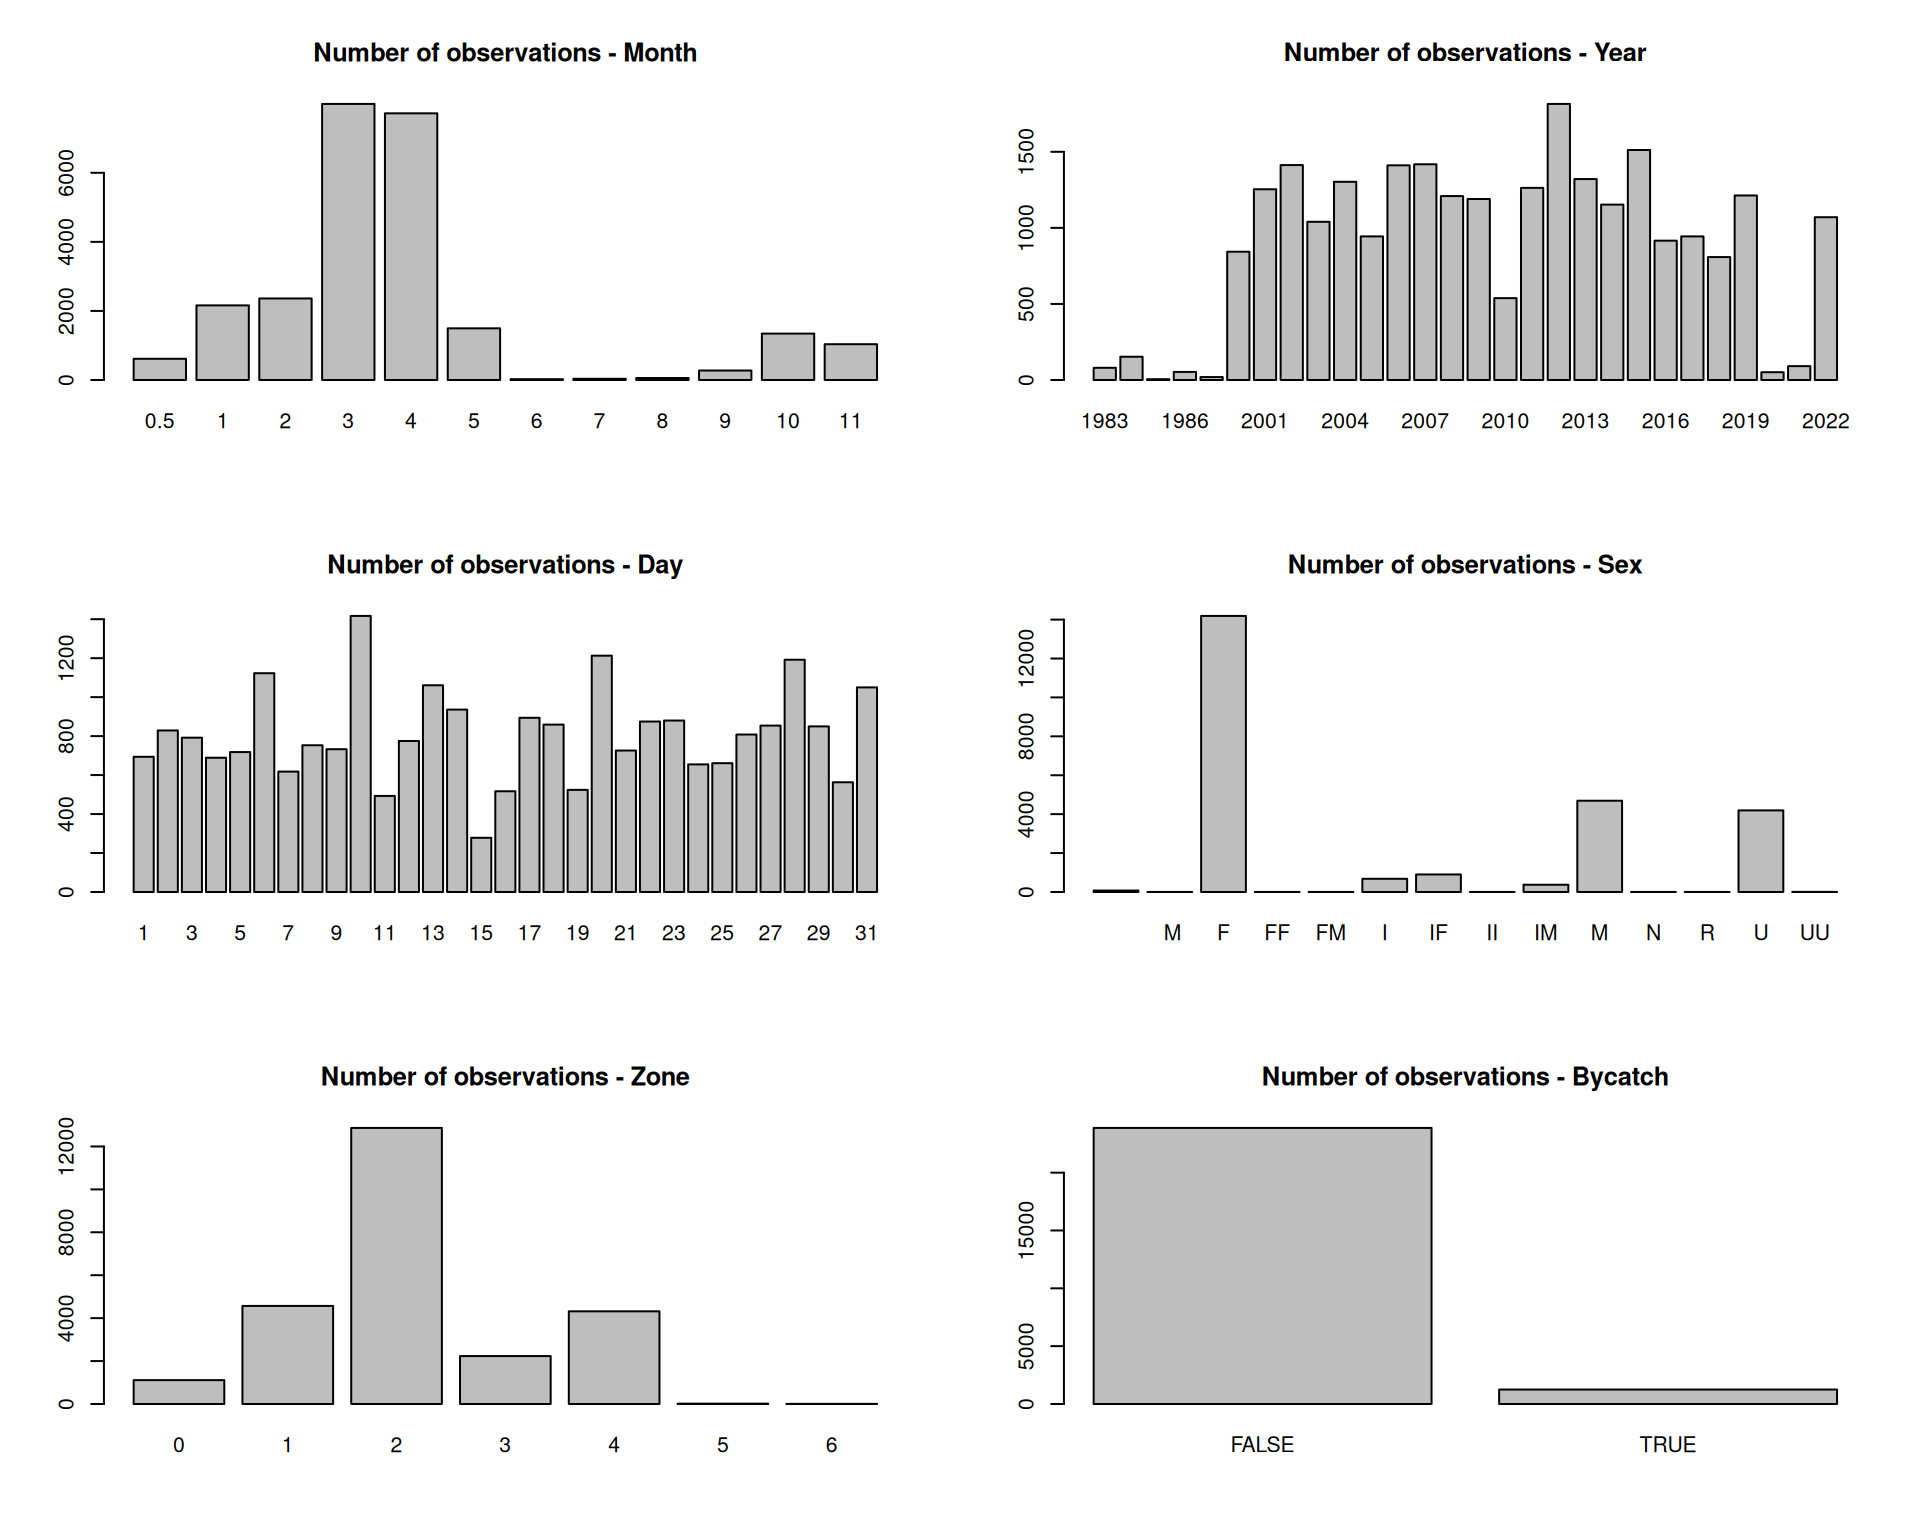 Number of observations - Month
6000
4000
2000
0
0.5 1 2 3 4 5 6 7 8 9 10 11
Number of observations - Year
1500
1000
500
0
1983 1986 2001 2004 2007 2010 2013 2016 2019 2022
Number of observations - Day
1200
800
400
0
1 3 5 7 9 11 13 15 17 19 21 23 25 27 29 31
Number of observations - Sex
12000
8000
4000
0
M F FF FM I IF II IM M N R U UU
Number of observations - Zone
12000
8000
4000
0
0 1 2 3 4 5 6
Number of observations - Bycatch
15000
5000
0
FALSE TRUE